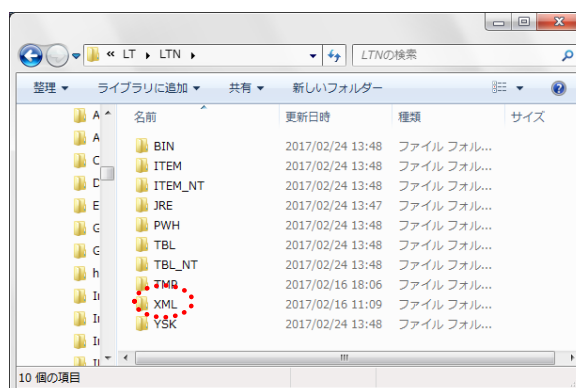 « LT ▸ LTN ▸ LTNの検索
整理 ▼ ライブラリに追加 ▼ 共有 ▼ 新しいフォルダー
名前 更新日時 種類 サイズ
A
A
C
D
E
G
G
h
BIN 2017/02/24 13:48 ファイル フォル...
ITEM 2017/02/24 13:48 ファイル フォル...
ITEM_NT 2017/02/24 13:48 ファイル フォル...
JRE 2017/02/24 13:47 ファイル フォル...
PWH 2017/02/24 13:48 ファイル フォル...
TBL 2017/02/24 13:48 ファイル フォル...
TBL_NT 2017/02/24 13:48 ファイル フォル...
TMP 2017/02/16 18:06 ファイル フォル...
XML 2017/02/16 11:09 ファイル フォル...
YSK 2017/02/24 13:48 ファイル フォル...
10 個の項目